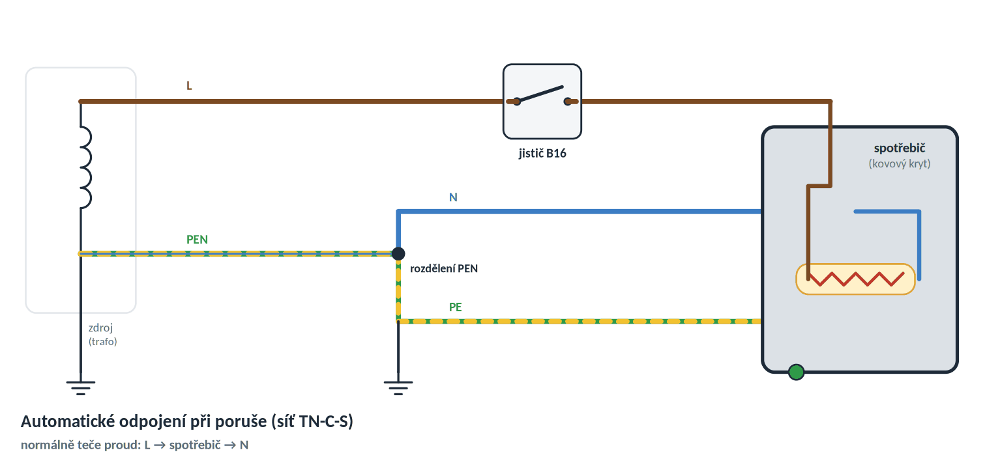 L
jistič B16
spotřebič
(kovový kryt)
N
PEN
rozdělení PEN
PE
zdroj
(trafo)
Automatické odpojení při poruše (síť TN-C-S)
normálně teče proud: L → spotřebič → N